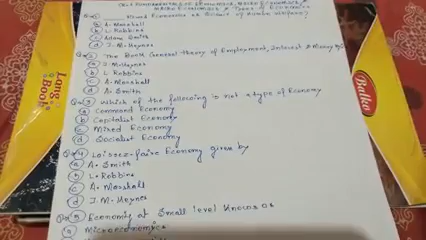 Fixed Economics as Science of Human Welfare?
a A. Marshall
b L. Robbins
c Adam Smith
d J. M. Keynes
The Book General theory of Employment, Interest & Money by
a J. M. Keynes
b L. Robbins
c A. Marshall
d A. Smith
Q 3 Which of the following is not a type of Economy
a Command Economy
b Capitalist Economy
c Mixed Economy
d Socialist Economy
Q 4 Laissez-faire Economy given by
a A. Smith
b L. Robbins
c A. Marshall
d J. M. Keynes
Q 5 Economy at Small level Known as
a Microeconomics
Long Book
Balko